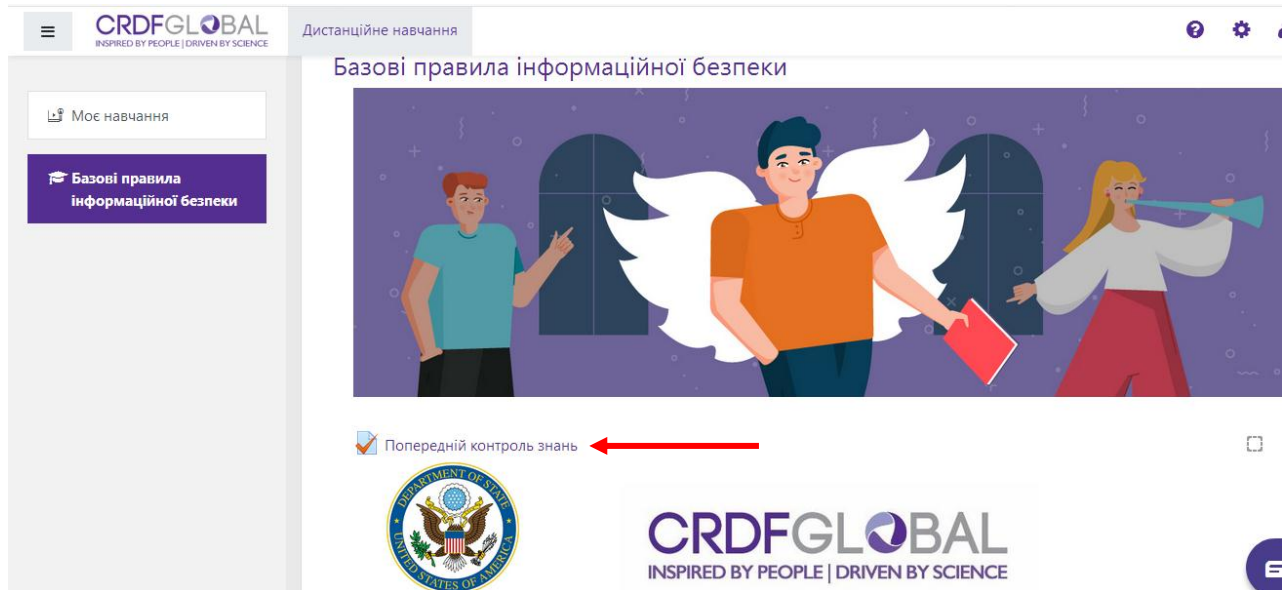 CRDFGLOBAL
INSPIRED BY PEOPLE | DRIVEN BY SCIENCE
Дистанційне навчання
Базові правила інформаційної безпеки
Моє навчання
Базові правила
інформаційної безпеки
Попередній контроль знань
DEPARTMENT OF STATE
UNITED STATES OF AMERICA
CRDFGLOBAL
INSPIRED BY PEOPLE | DRIVEN BY SCIENCE